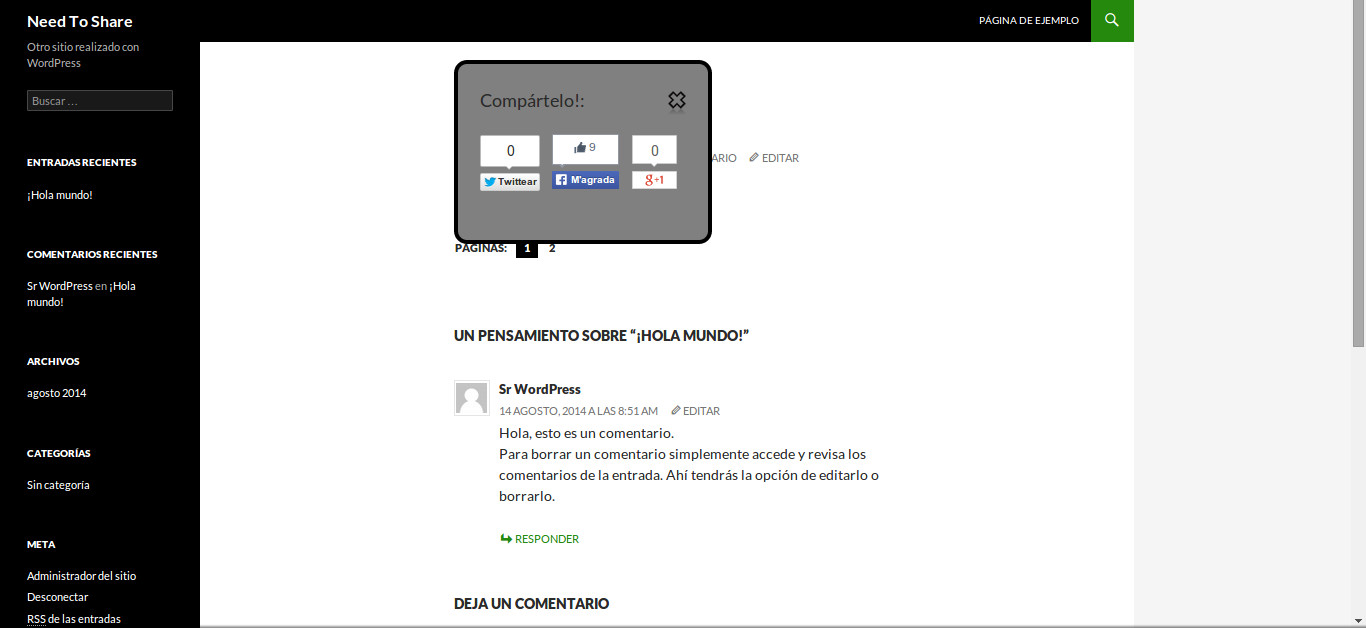 Need To Share
Otro sitio realizado con
WordPress
Buscar …
ENTRADAS RECIENTES
¡Hola mundo!
COMENTARIOS RECIENTES
Sr WordPress en ¡Hola
mundo!
ARCHIVOS
agosto 2014
CATEGORÍAS
Sin categoría
META
Administrador del sitio
Desconectar
RSS de las entradas
PÁGINA DE EJEMPLO
Compártelo!:
0 9 0
Twittear M'agrada g+1
ARIO EDITAR
PÁGINAS: 1 2
UN PENSAMIENTO SOBRE “¡HOLA MUNDO!”
Sr WordPress
14 AGOSTO, 2014 A LAS 8:51 AM EDITAR
Hola, esto es un comentario.
Para borrar un comentario simplemente accede y revisa los
comentarios de la entrada. Ahí tendrás la opción de editarlo o
borrarlo.
RESPONDER
DEJA UN COMENTARIO